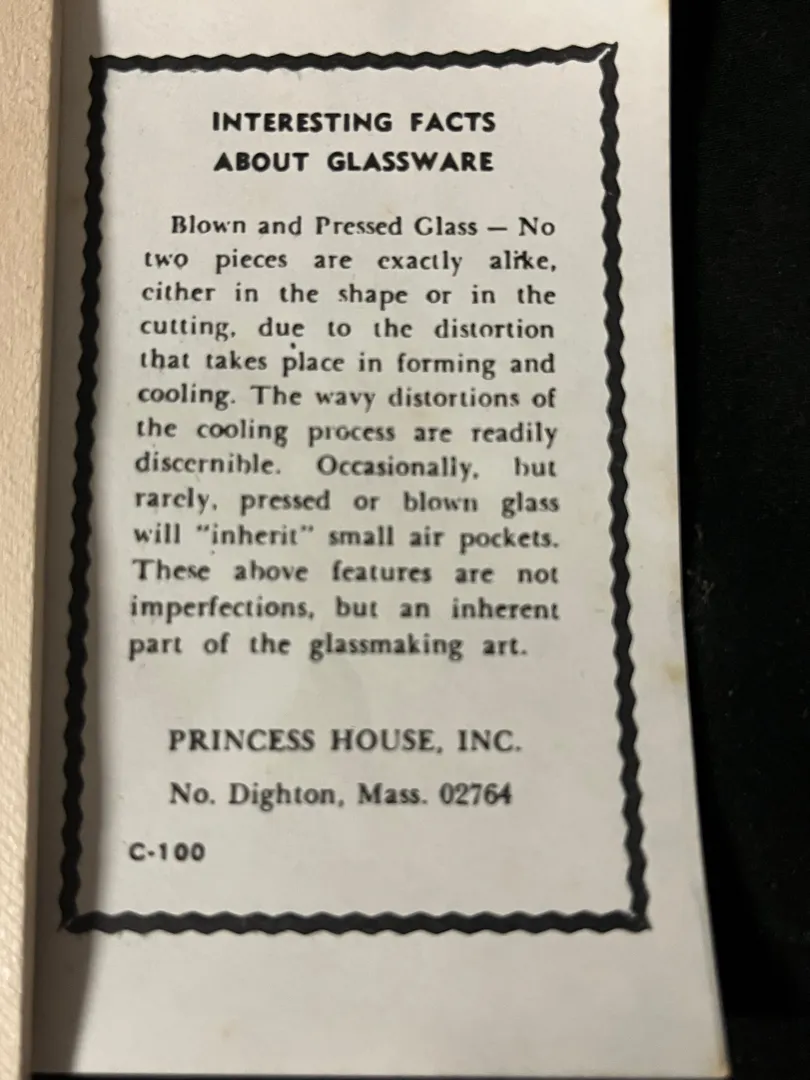 INTERESTING FACTS
ABOUT GLASSWARE
Blown and Pressed Glass — No
two pieces are exactly alike,
either in the shape or in the
cutting, due to the distortion
that takes place in forming and
cooling. The wavy distortions of
the cooling process are readily
discernible. Occasionally, but
rarely, pressed or blown glass
will "inherit" small air pockets.
These above features are not
imperfections, but an inherent
part of the glassmaking art.
PRINCESS HOUSE, INC.
No. Dighton, Mass. 02764
C-100